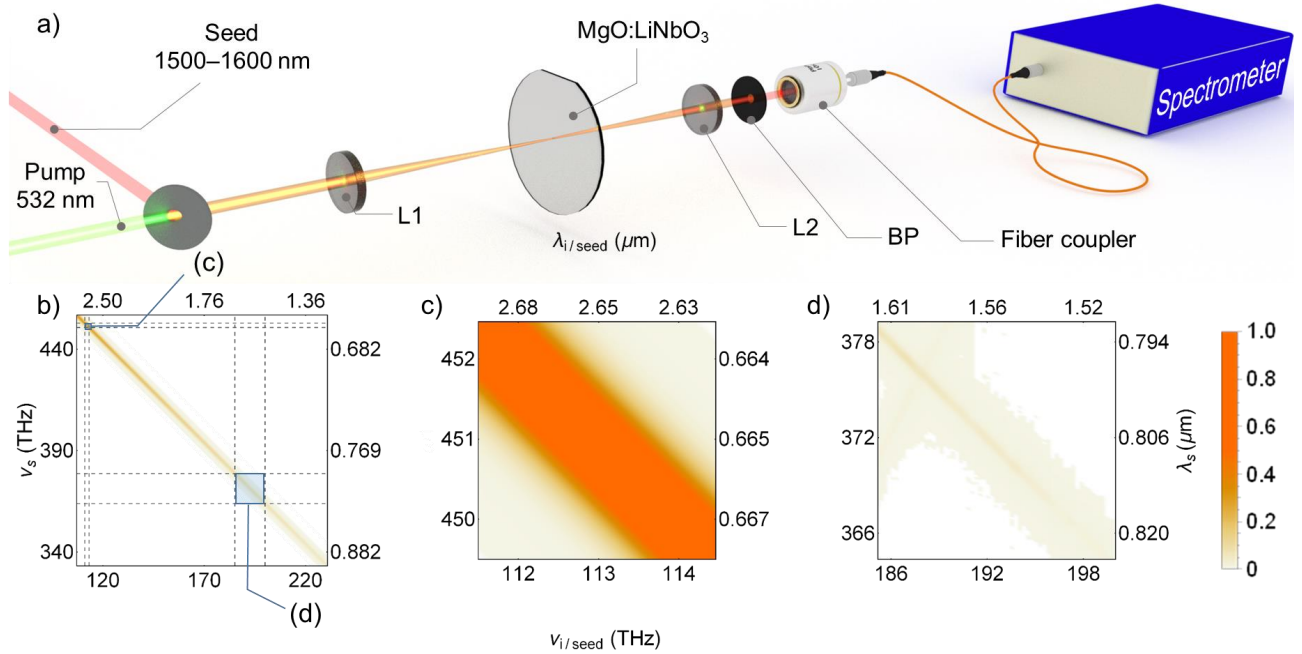 a)
Seed
1500–1600 nm
MgO:LiNbO3
Spectrometer
Pump
532 nm
L1
λi/seed (µm)
L2
BP
Fiber coupler
(c)
b)
2.50 1.76 1.36
440
390
340
νs (THz)
0.682
0.769
0.882
120 170 220
(d)
c)
2.68 2.65 2.63
452
451
450
0.664
0.665
0.667
112 113 114
νi/seed (THz)
d)
1.61 1.56 1.52
378
372
366
0.794
0.806
0.820
λs (µm)
186 192 198
1.0
0.8
0.6
0.4
0.2
0